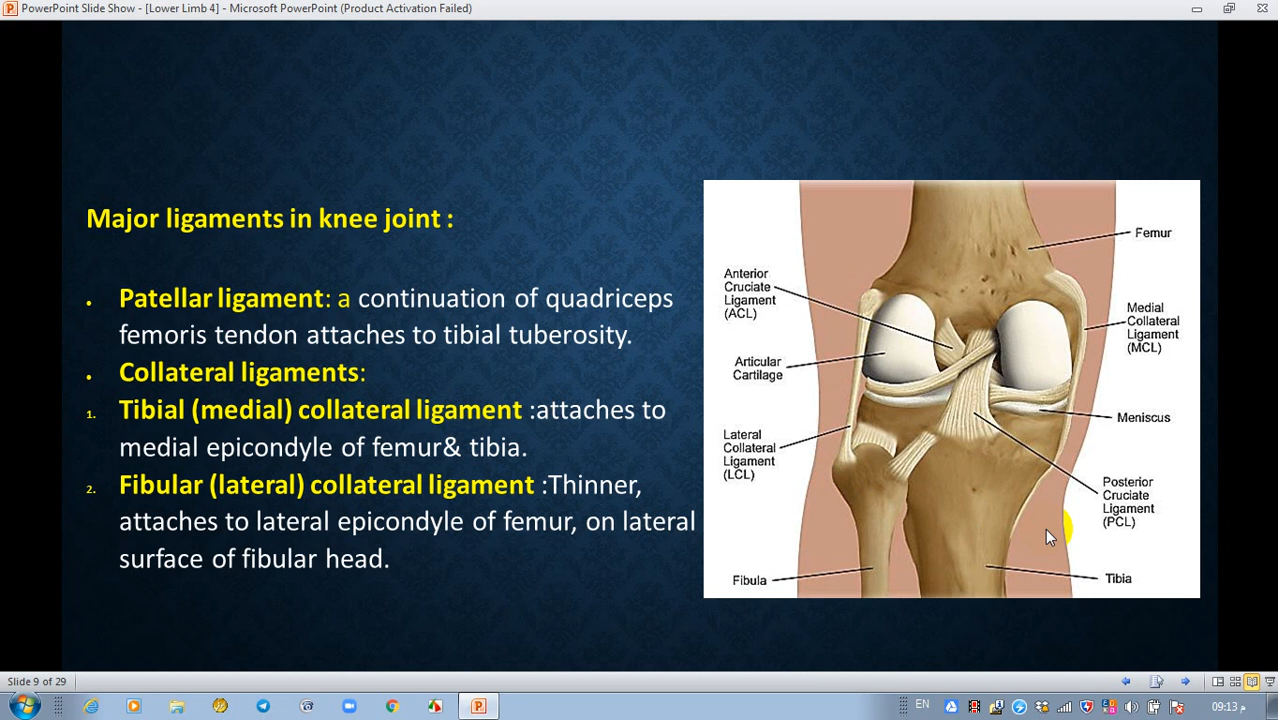 PowerPoint Slide Show - [Lower Limb 4] - Microsoft PowerPoint (Product Activation Failed)
Major ligaments in knee joint :
• Patellar ligament: a continuation of quadriceps
femoris tendon attaches to tibial tuberosity.
• Collateral ligaments:
1. Tibial (medial) collateral ligament :attaches to
medial epicondyle of femur& tibia.
2. Fibular (lateral) collateral ligament :Thinner,
attaches to lateral epicondyle of femur, on lateral
surface of fibular head.
Anterior
Cruciate
Ligament
(ACL)
Articular
Cartilage
Lateral
Collateral
Ligament
(LCL)
Fibula
Femur
Medial
Collateral
Ligament
(MCL)
Meniscus
Posterior
Cruciate
Ligament
(PCL)
Tibia
Slide 9 of 29
EN
09:13 م